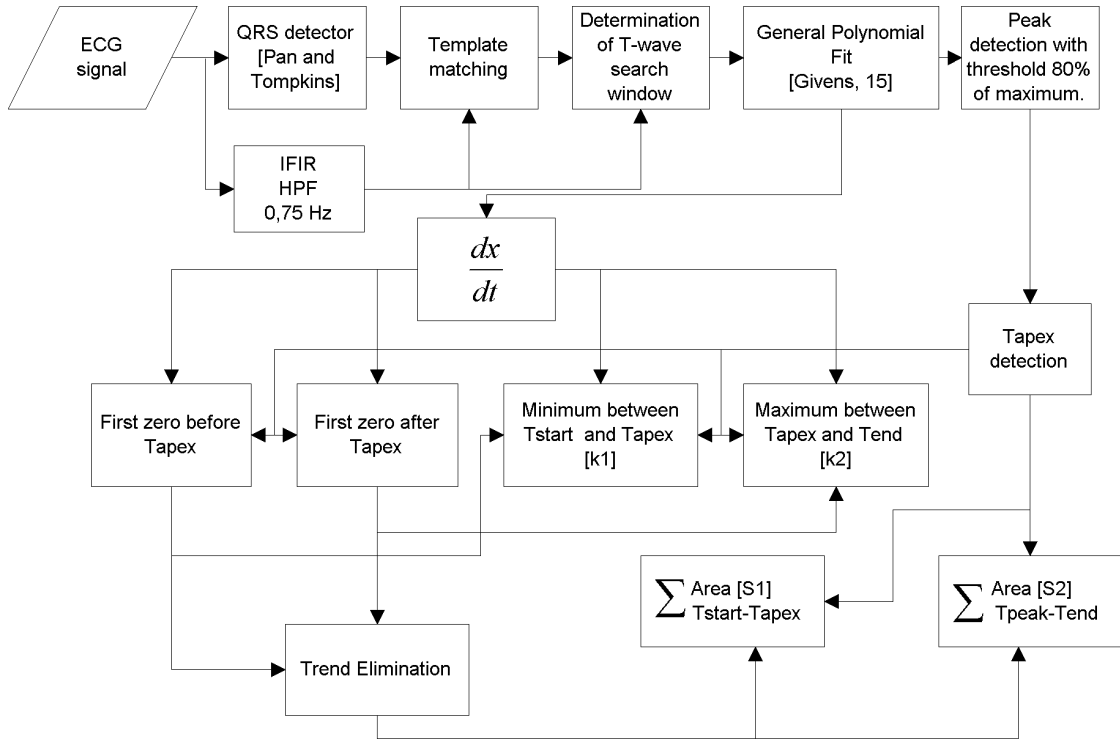 ECG
signal
QRS detector
[Pan and
Tompkins]
Template
matching
Determination
of T-wave
search
window
General Polynomial
Fit
[Givens, 15]
Peak
detection with
threshold 80%
of maximum.
IFIR
HPF
0,75 Hz
dx
dt
Tapex
detection
First zero before
Tapex
First zero after
Tapex
Minimum between
Tstart and Tapex
[k1]
Maximum between
Tapex and Tend
[k2]
∑ Area [S1]
Tstart-Tapex
∑ Area [S2]
Tpeak-Tend
Trend Elimination